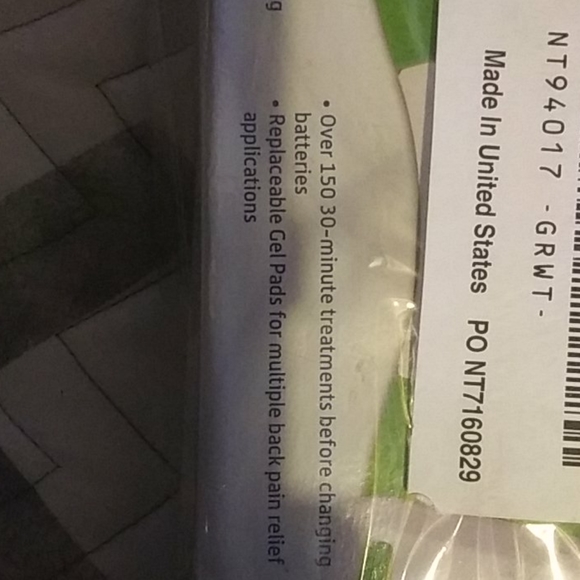 NT94017 -GRWT-
Made In United States PO NT7160829
• Over 150 30-minute treatments before changing
batteries
• Replaceable Gel Pads for multiple back pain relief
applications
g